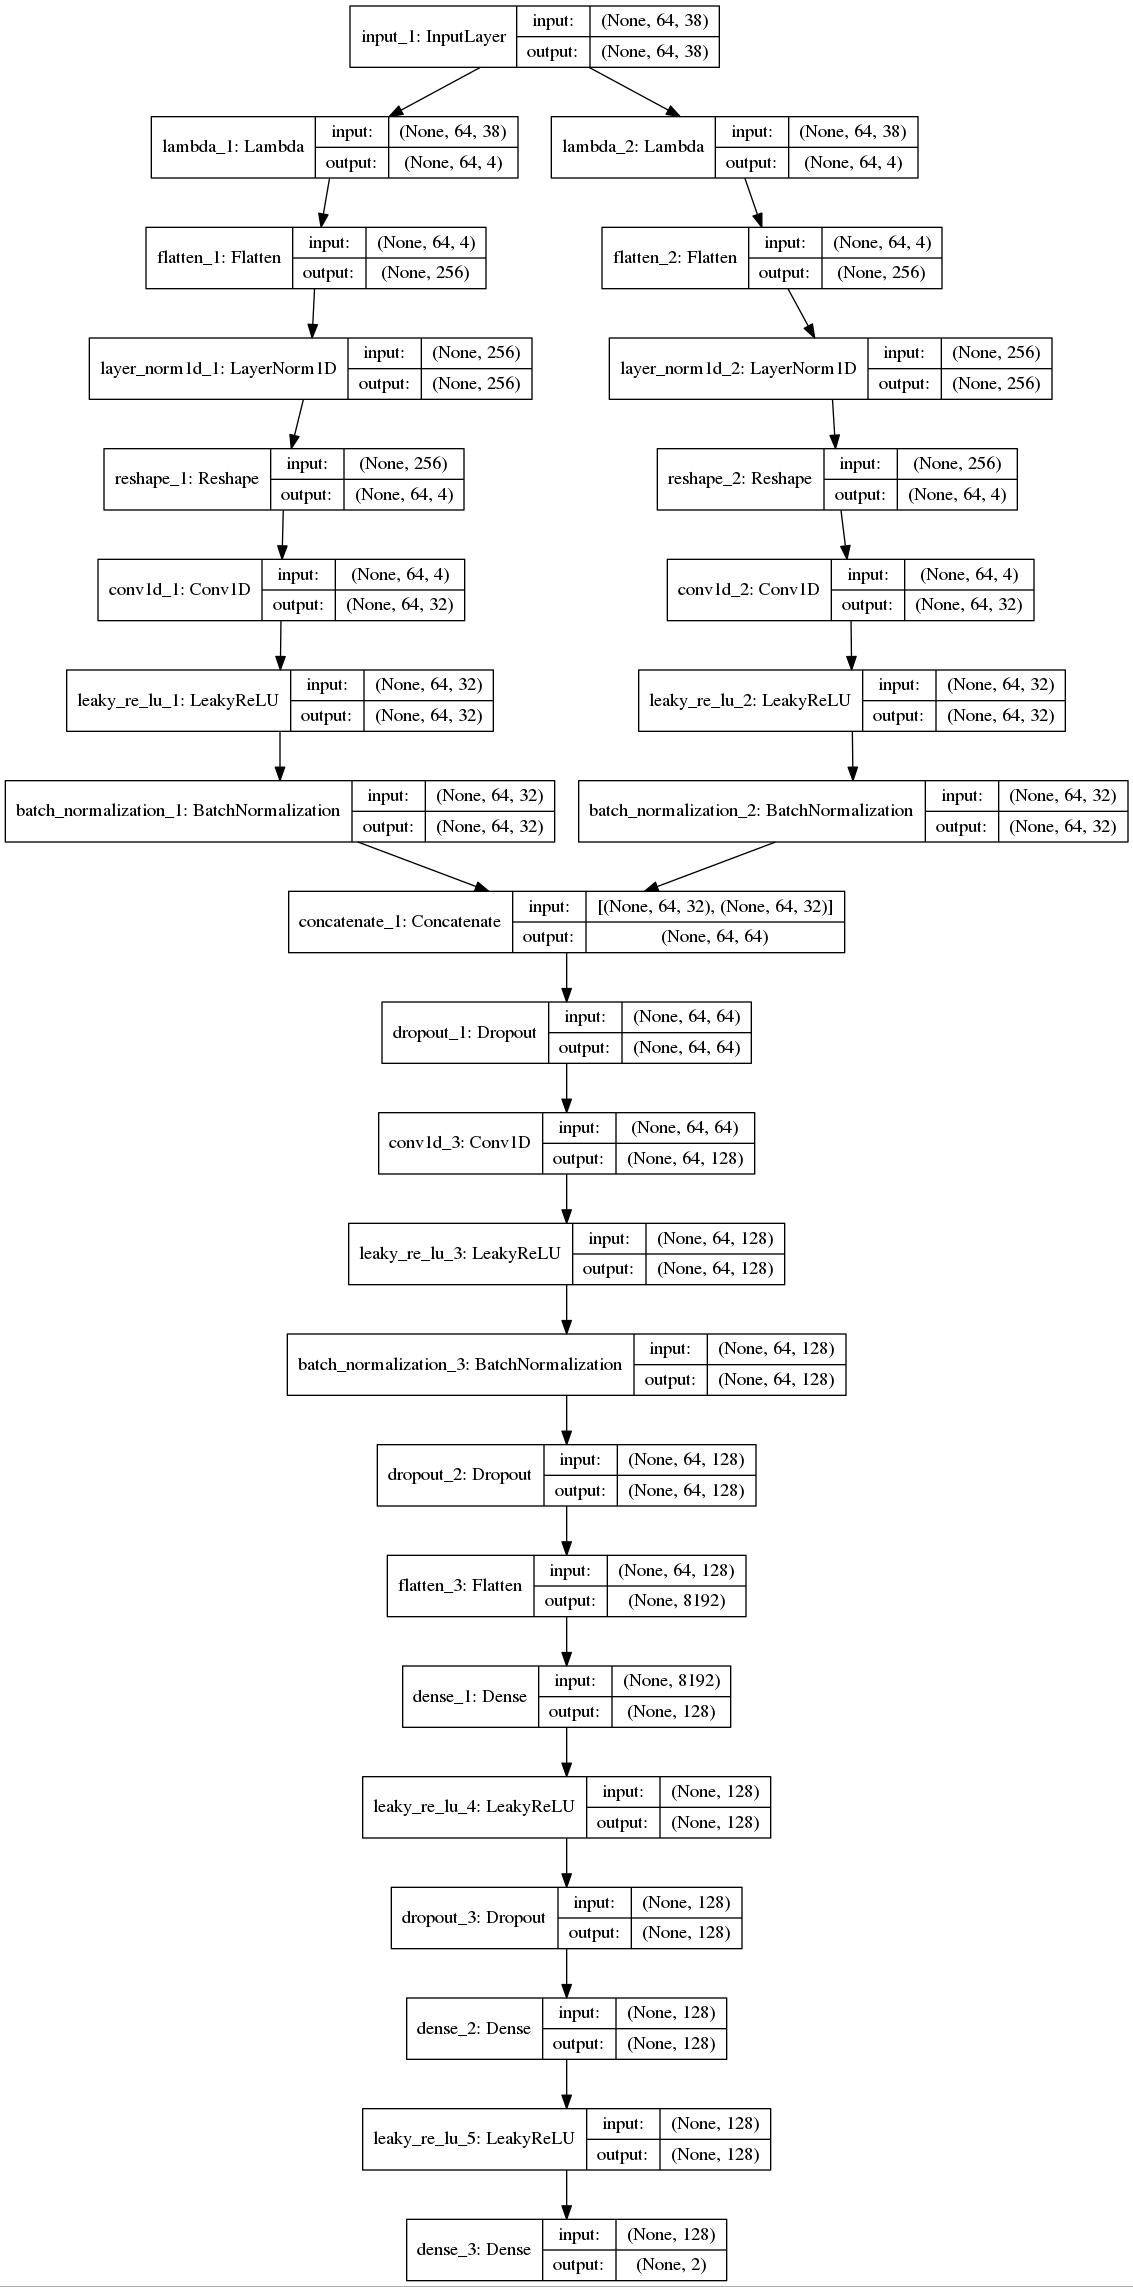 input_1: InputLayer
input: (None, 64, 38)
output: (None, 64, 38)
lambda_1: Lambda
input: (None, 64, 38)
output: (None, 64, 4)
lambda_2: Lambda
input: (None, 64, 38)
output: (None, 64, 4)
flatten_1: Flatten
input: (None, 64, 4)
output: (None, 256)
flatten_2: Flatten
input: (None, 64, 4)
output: (None, 256)
layer_norm1d_1: LayerNorm1D
input: (None, 256)
output: (None, 256)
layer_norm1d_2: LayerNorm1D
input: (None, 256)
output: (None, 256)
reshape_1: Reshape
input: (None, 256)
output: (None, 64, 4)
reshape_2: Reshape
input: (None, 256)
output: (None, 64, 4)
conv1d_1: Conv1D
input: (None, 64, 4)
output: (None, 64, 32)
conv1d_2: Conv1D
input: (None, 64, 4)
output: (None, 64, 32)
leaky_re_lu_1: LeakyReLU
input: (None, 64, 32)
output: (None, 64, 32)
leaky_re_lu_2: LeakyReLU
input: (None, 64, 32)
output: (None, 64, 32)
batch_normalization_1: BatchNormalization
input: (None, 64, 32)
output: (None, 64, 32)
batch_normalization_2: BatchNormalization
input: (None, 64, 32)
output: (None, 64, 32)
concatenate_1: Concatenate
input: [(None, 64, 32), (None, 64, 32)]
output: (None, 64, 64)
dropout_1: Dropout
input: (None, 64, 64)
output: (None, 64, 64)
conv1d_3: Conv1D
input: (None, 64, 64)
output: (None, 64, 128)
leaky_re_lu_3: LeakyReLU
input: (None, 64, 128)
output: (None, 64, 128)
batch_normalization_3: BatchNormalization
input: (None, 64, 128)
output: (None, 64, 128)
dropout_2: Dropout
input: (None, 64, 128)
output: (None, 64, 128)
flatten_3: Flatten
input: (None, 64, 128)
output: (None, 8192)
dense_1: Dense
input: (None, 8192)
output: (None, 128)
leaky_re_lu_4: LeakyReLU
input: (None, 128)
output: (None, 128)
dropout_3: Dropout
input: (None, 128)
output: (None, 128)
dense_2: Dense
input: (None, 128)
output: (None, 128)
leaky_re_lu_5: LeakyReLU
input: (None, 128)
output: (None, 128)
dense_3: Dense
input: (None, 128)
output: (None, 2)